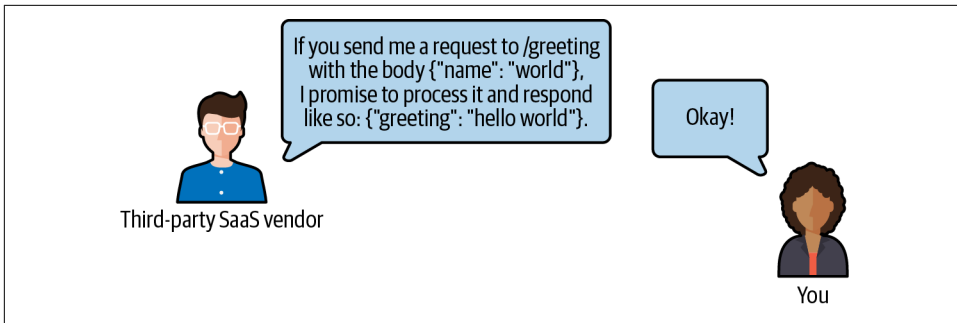 If you send me a request to /greeting
with the body {"name": "world"},
I promise to process it and respond
like so: {"greeting": "hello world"}.
Okay!
Third-party SaaS vendor
You